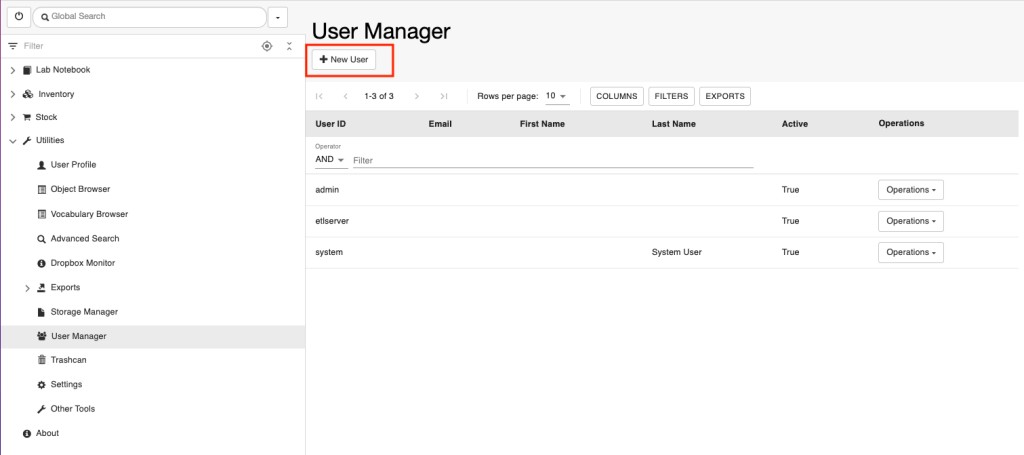 Global Search
Filter
Lab Notebook
Inventory
Stock
Utilities
User Profile
Object Browser
Vocabulary Browser
Advanced Search
Dropbox Monitor
Exports
Storage Manager
User Manager
Trashcan
Settings
Other Tools
About
User Manager
New User
1-3 of 3 Rows per page: 10 COLUMNS FILTERS EXPORTS
User ID Email First Name Last Name Active Operations
Operator
AND Filter
admin True Operations
etlserver True Operations
system System User True Operations